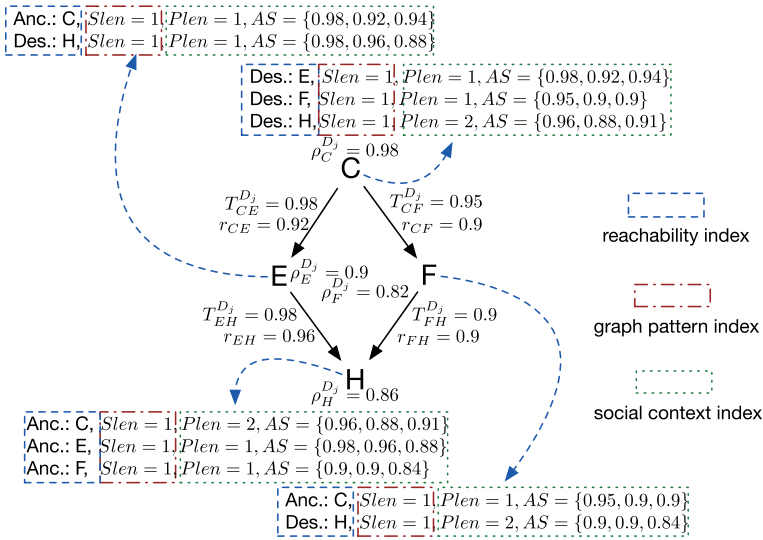 Anc.: C, Slen = 1, Plen = 1, AS = {0.98, 0.92, 0.94}
Des.: H, Slen = 1, Plen = 1, AS = {0.98, 0.96, 0.88}
Des.: E, Slen = 1, Plen = 1, AS = {0.98, 0.92, 0.94}
Des.: F, Slen = 1, Plen = 1, AS = {0.95, 0.9, 0.9}
Des.: H, Slen = 1, Plen = 2, AS = {0.96, 0.88, 0.91}
ρ_C^{D_j} = 0.98
C
T_{CE}^{D_j} = 0.98
r_{CE} = 0.92
T_{CF}^{D_j} = 0.95
r_{CF} = 0.9
reachability index
E
ρ_E^{D_j} = 0.9
ρ_F^{D_j} = 0.82
F
T_{EH}^{D_j} = 0.98
r_{EH} = 0.96
T_{FH}^{D_j} = 0.9
r_{FH} = 0.9
graph pattern index
H
ρ_H^{D_j} = 0.86
social context index
Anc.: C, Slen = 1, Plen = 2, AS = {0.96, 0.88, 0.91}
Anc.: E, Slen = 1, Plen = 1, AS = {0.98, 0.96, 0.88}
Anc.: F, Slen = 1, Plen = 1, AS = {0.9, 0.9, 0.84}
Anc.: C, Slen = 1, Plen = 1, AS = {0.95, 0.9, 0.9}
Des.: H, Slen = 1, Plen = 2, AS = {0.9, 0.9, 0.84}